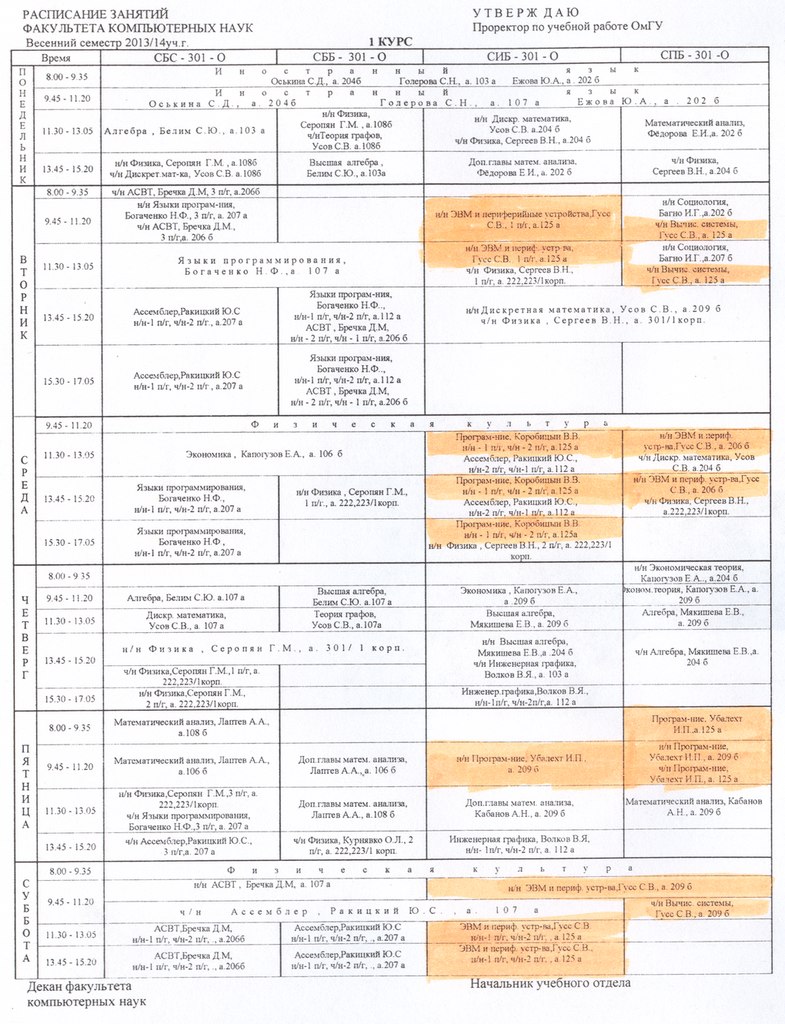 РАСПИСАНИЕ ЗАНЯТИЙ
ФАКУЛЬТЕТА КОМПЬЮТЕРНЫХ НАУК
Весенний семестр 2013/14уч.г.
УТВЕРЖДАЮ
Проректор по учебной работе ОмГУ
1 КУРС
Время СБС - 301 - О СББ - 301 - О СИБ - 301 - О СПБ - 301 -О
ПОНЕДЕЛЬНИК
8.00 - 9.35
Иностранный язык
Оськина С.Д., а. 204б Голерова С.Н., а. 103 а Ежова Ю.А., а. 202 б
9.45 - 11.20
Иностранный язык
Оськина С.Д., а. 204б Голерова С.Н., а. 107 а Ежова Ю.А., а. 202 б
11.30 - 13.05
Алгебра , Белим С.Ю., а.103 а
н/н Физика,
Серопян Г.М. , а.108б
ч/нТеория графов,
Усов С.В. а.108б
н/н Дискр. математика,
Усов С.В. а.204 б
ч/н Физика, Сергеев В.Н., а.204 б
Математический анализ,
Фёдорова Е.И.,а. 202 б
13.45 - 15.20
н/н Физика, Серопян Г.М. , а.108б
ч/н Дискрет.мат-ка, Усов С.В. а.108б
Высшая алгебра ,
Белим С.Ю., а.103а
Доп.главы матем. анализа,
Фёдорова Е.И., а. 202 б
ч/н Физика,
Сергеев В.Н., а.204 б
ВТОРНИК
8.00 - 9.35
ч/н АСВТ, Бречка Д.М, 3 п/г, а.206б
9.45 - 11.20
н/н Языки програм-ния,
Богаченко Н.Ф., 3 п/г, а. 207 а
ч/н АСВТ, Бречка Д.М.,
3 п/г,а. 206 б
н/н ЭВМ и периферийные устройства,Гусс
С.В., 1 п/г, а.125 а
н/н Социология,
Багно И.Г.,а.202 б
ч/н Вычис. системы,
Гусс С.В., а. 125 а
11.30 - 13.05
Языки программирования,
Богаченко Н.Ф.,а. 107 а
н/н ЭВМ и периф. устр-ва,
Гусс С.В. 1 п/г, а.125 а
ч/н Физика, Сергеев В.Н.,
1 п/г, а. 222,223/1корп.
н/н Социология,
Багно И.Г.,а.207 б
ч/н Вычис. системы,
Гусс С.В., а. 125 а
13.45 - 15.20
Ассемблер,Ракицкий Ю.С
н/н-1 п/г, ч/н-2 п/г., а.207 а
Языки програм-ния,
Богаченко Н.Ф..,
н/н-1 п/г, ч/н-2 п/г, а.112 а
АСВТ , Бречка Д.М,
н/н - 2 п/г, ч/н - 1 п/г, а.206 б
н/нДискретная математика, Усов С.В., а.209 б
ч/н Физика , Сергеев В.Н., а. 301/1корп.
15.30 - 17.05
Ассемблер,Ракицкий Ю.С
н/н-1 п/г, ч/н-2 п/г , а.207 а
Языки програм-ния,
Богаченко Н.Ф..,
н/н-1 п/г, ч/н-2 п/г, а.112 а
АСВТ , Бречка Д.М,
н/н - 2 п/г, ч/н - 1 п/г, а.206 б
СРЕДА
9.45 - 11.20
Физическая культура
11.30 - 13.05
Экономика , Капогузов Е.А., а. 106 б
Програм-ние, Коробицын В.В.
н/н - 1 п/г, ч/н - 2 п/г, а.125 а
Ассемблер, Ракицкий Ю.С.,
н/н-2 п/г, ч/н-1 п/г, а.112 а
н/н ЭВМ и периф.
устр-ва,Гусс С.В., а. 206 б
ч/н Дискр. математика, Усов
С.В. а.204 б
13.45 - 15.20
Языки программирования,
Богаченко Н.Ф.,
н/н-1 п/г, ч/н-2 п/г, а.207 а
н/н Физика , Серопян Г.М.,
1 п/г., а. 222,223/1корп.
Програм-ние, Коробицын В.В.
н/н - 1 п/г, ч/н - 2 п/г, а.125 а
Ассемблер, Ракицкий Ю.С.
н/н-2 п/г, ч/н-1 п/г, а.112 а
н/н ЭВМ и периф. устр-ва,Гусс
С.В., а. 206 б
ч/н Физика, Сергеев В.Н.,
а.222,223/1корп.
15.30 - 17.05
Языки программирования,
Богаченко Н.Ф ,
н/н-1 п/г, ч/н-2 п/г, а.207 а
Програм-ние, Коробицын В.В.
н/н - 1 п/г, ч/н - 2 п/г, а.125а
н/н Физика , Сергеев В.Н., 2 п/г, а. 222,223/1
корп.
ЧЕТВЕРГ
8.00 - 9 35
н/н Экономическая теория,
Капогузов Е.А.., а.204 б
9.45 - 11.20
Алгебра, Белим С.Ю. а.107 а
Высшая алгебра,
Белим С.Ю. а.107 а
Экономика , Капогузов Е.А.,
а .209 б
Эконом.теория, Капогузов Е.А., а.
209 б
11.30 - 13.05
Дискр. математика,
Усов С.В., а. 107 а
Теория графов,
Усов С.В., а.107а
Высшая алгебра,
Мякишева Е.В., а. 209 б
Алгебра, Мякишева Е.В.,
а. 209 б
13.45 - 15.20
н/н Физика , Серопян Г.М., а. 301/ 1 корп.
ч/н Физика,Серопян Г.М.,1 п/г, а.
222,223/1корп.
н/н Высшая алгебра,
Мякишева Е.В.,а .204 б
ч/н Инженерная графика,
Волков В.Я., а. 103 а
ч/н Алгебра, Мякишева Е.В.,а.
204 б
15.30 - 17.05
н/н Физика,Серопян Г.М.,
2 п/г, а. 222,223/1корп.
Инженер.графика,Волков В.Я.,
н/н-1п/г, ч/н-2п/г,а. 112 а
ПЯТНИЦА
8.00 - 9.35
Математический анализ, Лаптев А.А.,
а.108 б
Програм-ние, Убалехт
И.П.,а.125 а
9.45 - 11.20
Математический анализ, Лаптев А.А.,
а.106 б
Доп.главы матем. анализа,
Лаптев А.А.., а. 106 б
н/н Програм-ние, Убалехт И.П.,
а. 209 б
н/н Програм-ние,
Убалехт И.П., а. 209 б
ч/н Програм-ние,
Убалехт И.П., а. 125 а
11.30 - 13.05
н/н Физика,Серопян Г.М.,3 п/г, а.
222,223/1корп.
ч/н Языки программирования,
Богаченко Н.Ф.,3 п/г, а. 207 а
Доп.главы матем. анализа,
Лаптев А.А., а.108 б
Доп.главы матем. анализа,
Кабанов А.Н., а. 209 б
Математический анализ, Кабанов
А.Н., а. 209 б
13.45 - 15.20
ч/н Ассемблер,Ракицкий Ю.С.,
3 п/г,а. 207 а
ч/н Физика, Курнявко О.Л., 2
п/г, а. 222,223/1 корп.
Инженерная графика, Волков В.Я,
н/н- 1п/г, ч/н-2 п/г, а. 112 а
СУББОТА
8.00 - 9.35
Физическая культура
9.45 - 11.20
н/н АСВТ , Бречка Д.М, а. 107 а
н/н ЭВМ и периф. устр-ва,Гусс С.В., а. 209 б
ч/н Ассемблер, Ракицкий Ю.С. , а. 107 а
ч/н Вычис. системы,
Гусс С.В., а. 209 б
11.30 - 13.05
АСВТ,Бречка Д.М,
н/н-1 п/г, ч/н-2 п/г, ., а.206б
Ассемблер,Ракицкий Ю.С
н/н-1 п/г, ч/н-2 п/г, ., а.207 а
ЭВМ и периф. устр-ва,Гусс С.В.
н/н-1 п/г, ч/н-2 п/г, ., а.125 а
13.45 - 15.20
АСВТ,Бречка Д.М,
н/н-1 п/г, ч/н-2 п/г, ., а.206б
Ассемблер,Ракицкий Ю.С
н/н-1 п/г, ч/н-2 п/г, ., а.207 а
ЭВМ и периф. устр-ва,Гусс С.В.,
н/н-1 п/г, ч/н-2 п/г, ., а.125 а
Декан факультета
компьютерных наук
Начальник учебного отдела